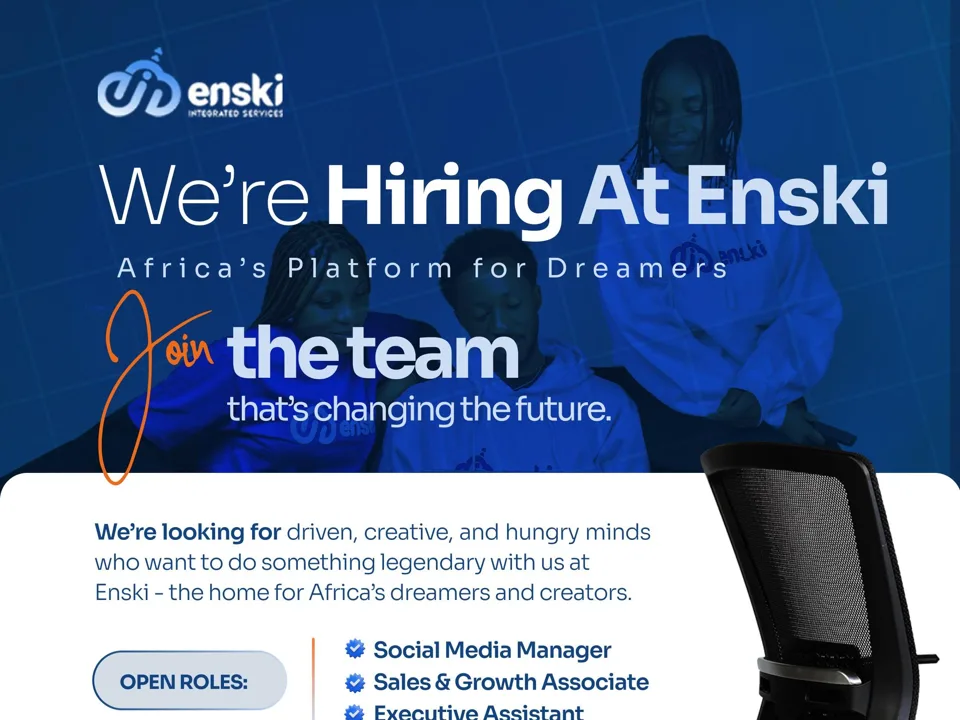 enski
INTEGRATED SERVICES
We're Hiring At Enski
Africa's Platform for Dreamers
enski
Join the team
that's changing the future.
enski
We're looking for driven, creative, and hungry minds
who want to do something legendary with us at
Enski - the home for Africa's dreamers and creators.
OPEN ROLES:
Social Media Manager
Sales & Growth Associate
Executive Assistant